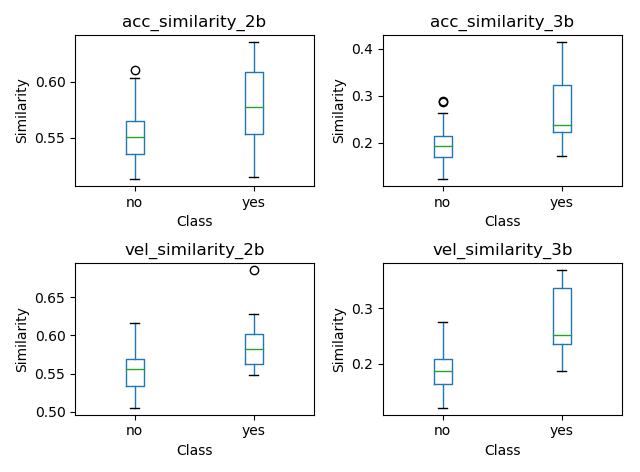 acc_similarity_2b
Similarity
0.60
0.55
no yes
Class
acc_similarity_3b
Similarity
0.4
0.3
0.2
no yes
Class
vel_similarity_2b
Similarity
0.65
0.60
0.55
0.50
no yes
Class
vel_similarity_3b
Similarity
0.3
0.2
no yes
Class